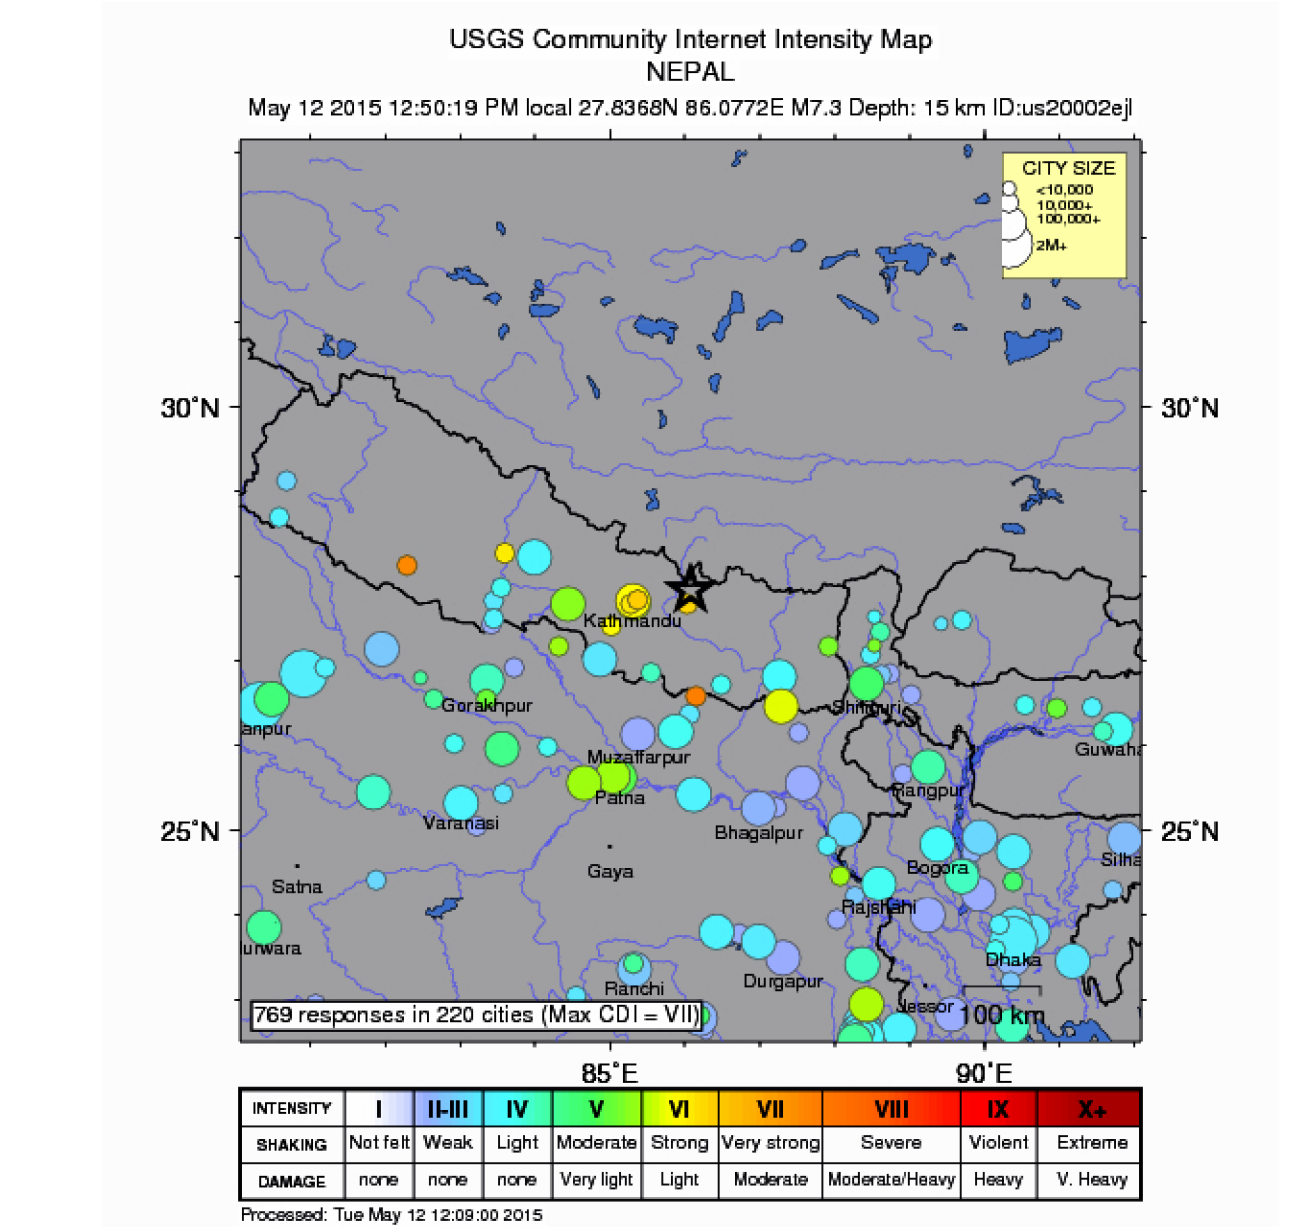 USGS Community Internet Intensity Map
NEPAL
May 12 2015 12:50:19 PM local 27.8368N 86.0772E M7.3 Depth: 15 km ID:us20002ejl
CITY SIZE
<10,000
10,000+
100,000+
2M+
30°N
30°N
Kathmandu
Gorakhpur
Shiliguri
anpur
Guwaha
Muzaffarpur
Rangpur
Patna
Varanasi
Bhagalpur
25°N
25°N
Silha
Gaya
Bogora
Satna
Rajshahi
lurwara
Dhaka
Durgapur
Ranchi
Jessor
100 km
769 responses in 220 cities (Max CDI = VII)
85°E
90°E
INTENSITY I II-III IV V VI VII VIII IX X+
SHAKING Not felt Weak Light Moderate Strong Very strong Severe Violent Extreme
DAMAGE none none none Very light Light Moderate Moderate/Heavy Heavy V. Heavy
Processed: Tue May 12 12:09:00 2015